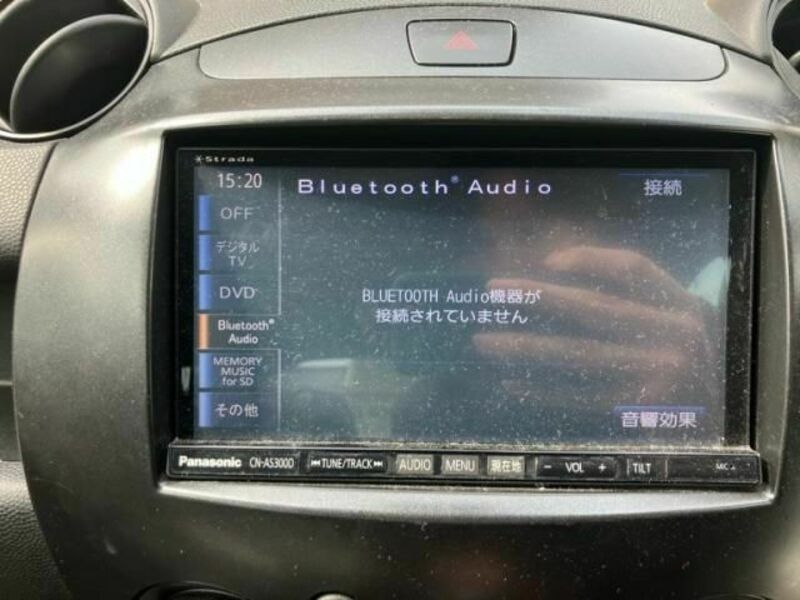 Strada
15:20
Bluetooth® Audio
接続
OFF
デジタル
TV
DVD
Bluetooth®
Audio
MEMORY
MUSIC
for SD
その他
BLUETOOTH Audio機器が
接続されていません
音響効果
Panasonic CN-AS300D TUNE/TRACK AUDIO MENU 現在地 − VOL + TILT MIC